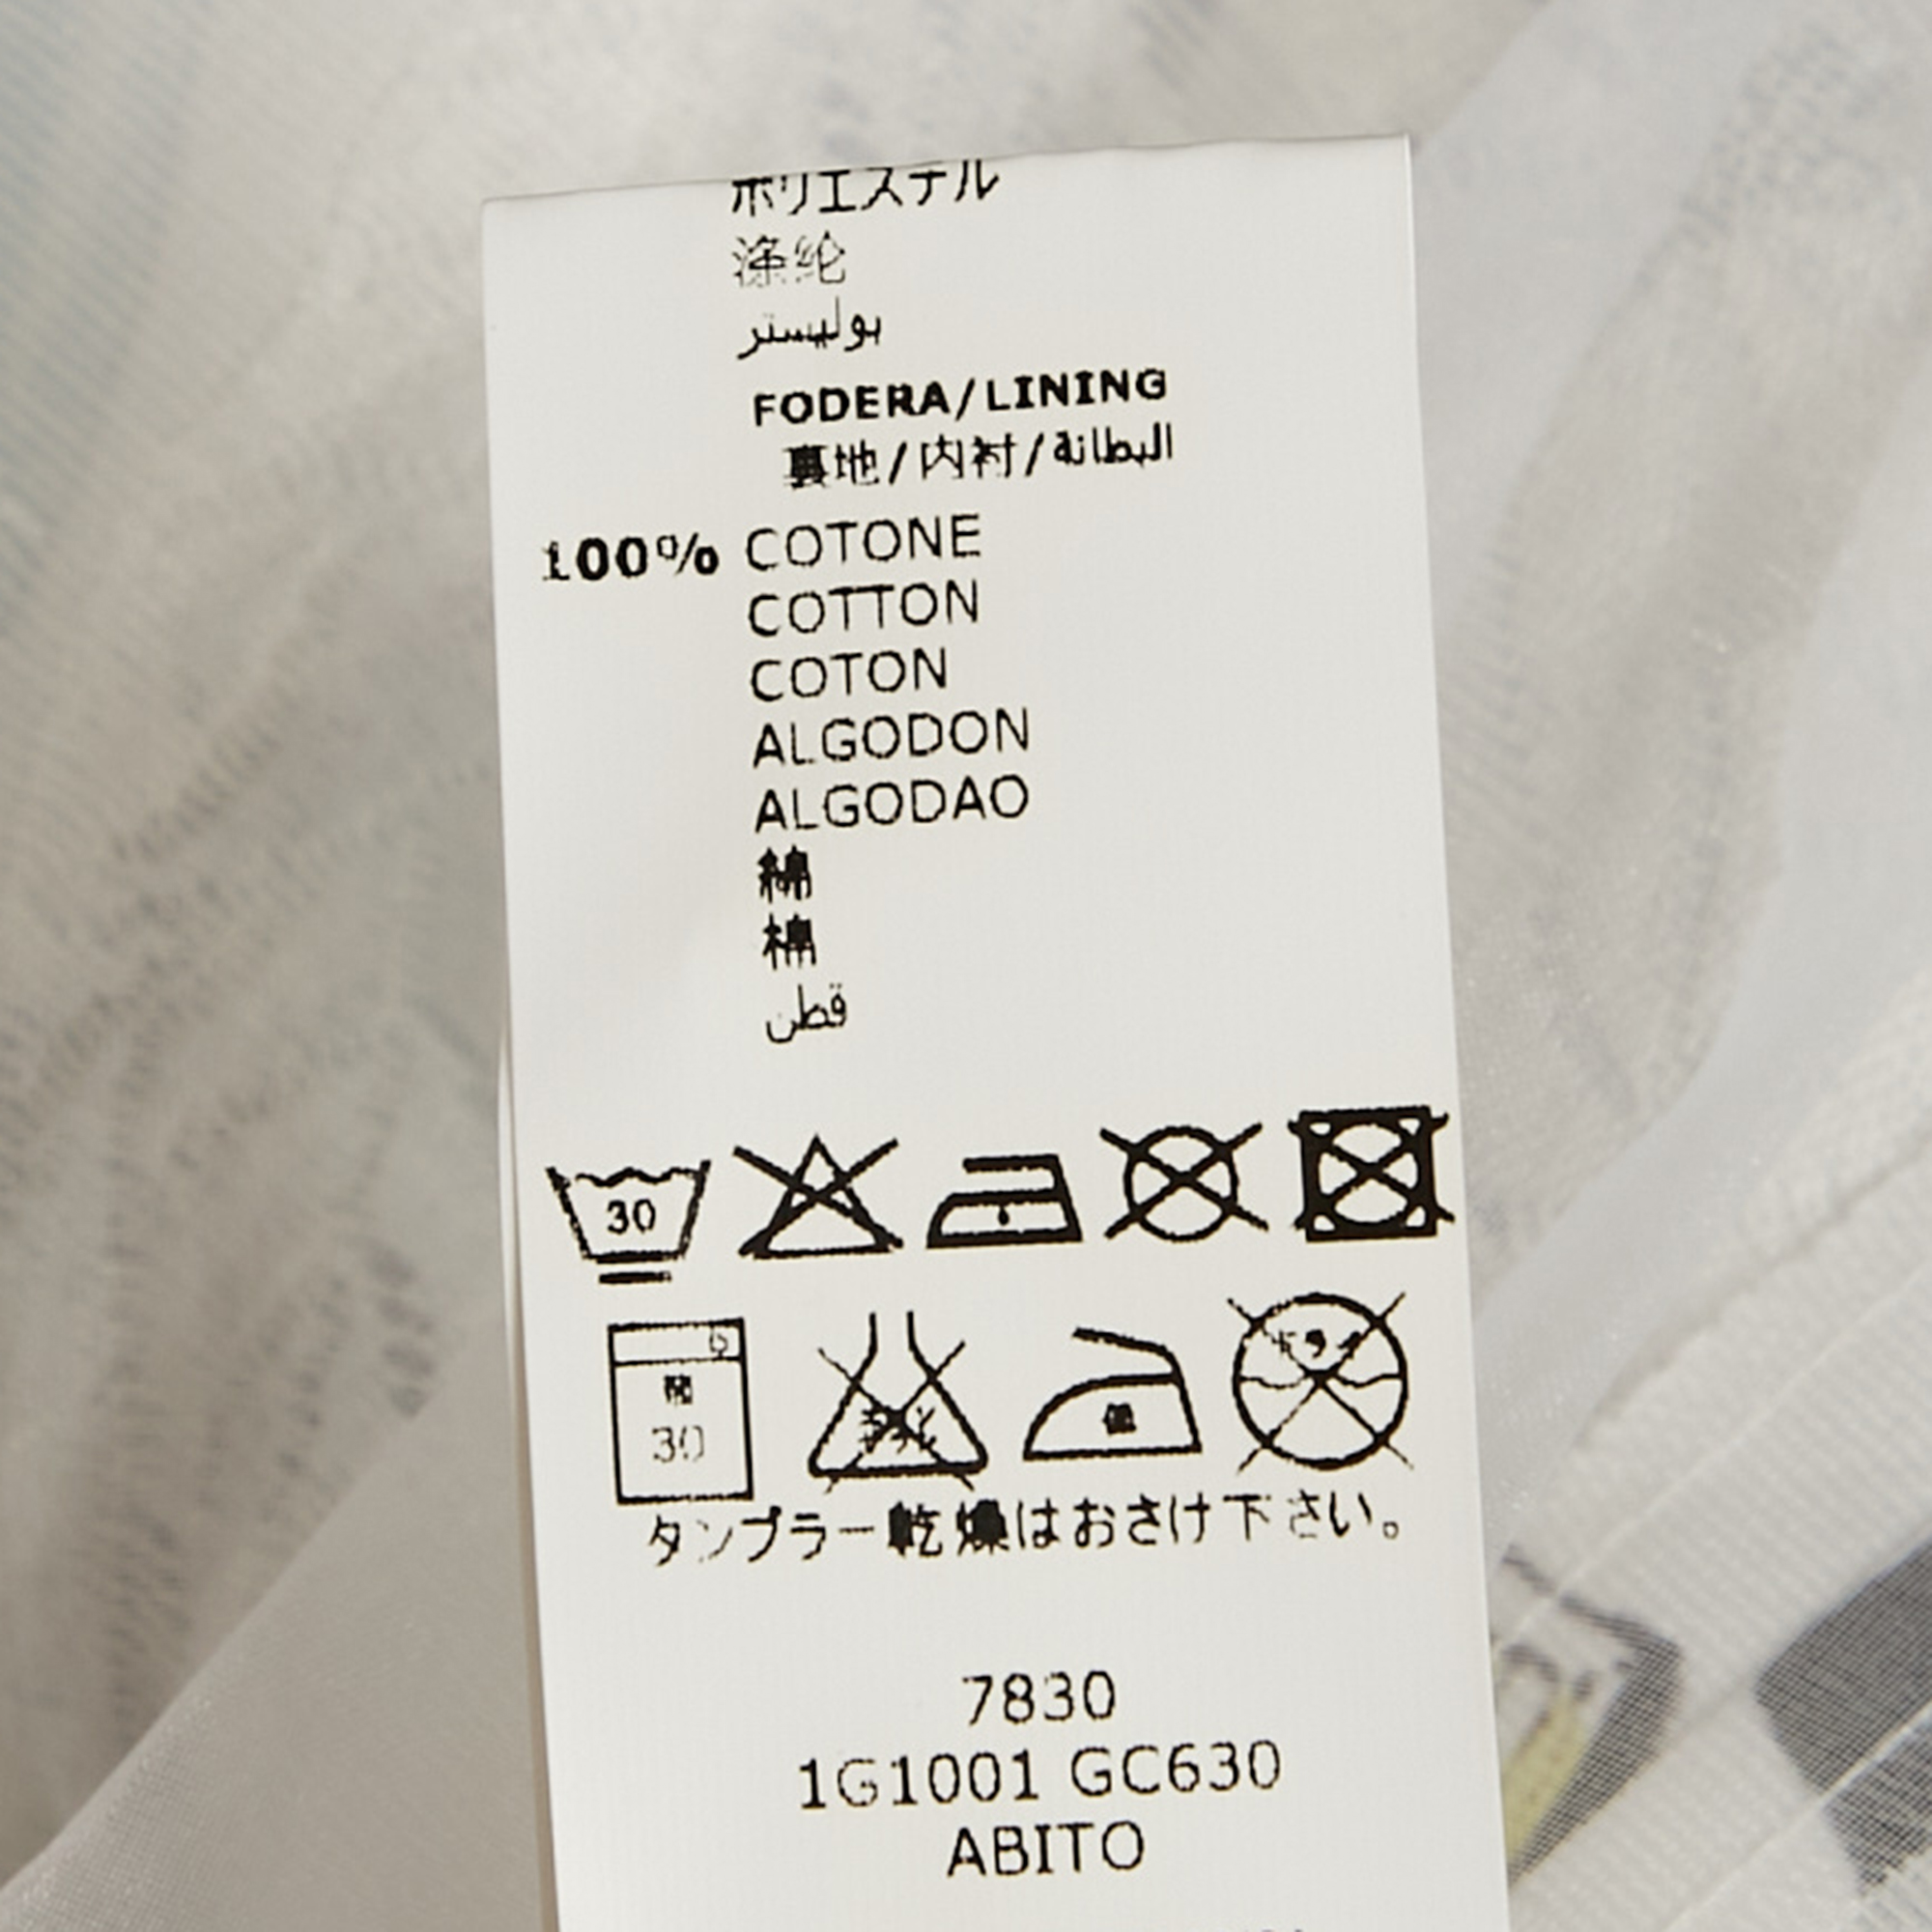 ポリエステル
涤纶
بوليستر
FODERA/LINING
裏地/内衬/البطانة
100% COTONE
COTTON
COTON
ALGODON
ALGODAO
綿
棉
قطن
30
30
低
タンブラー乾燥はおさけ下さい。
7830
1G1001 GC630
ABITO